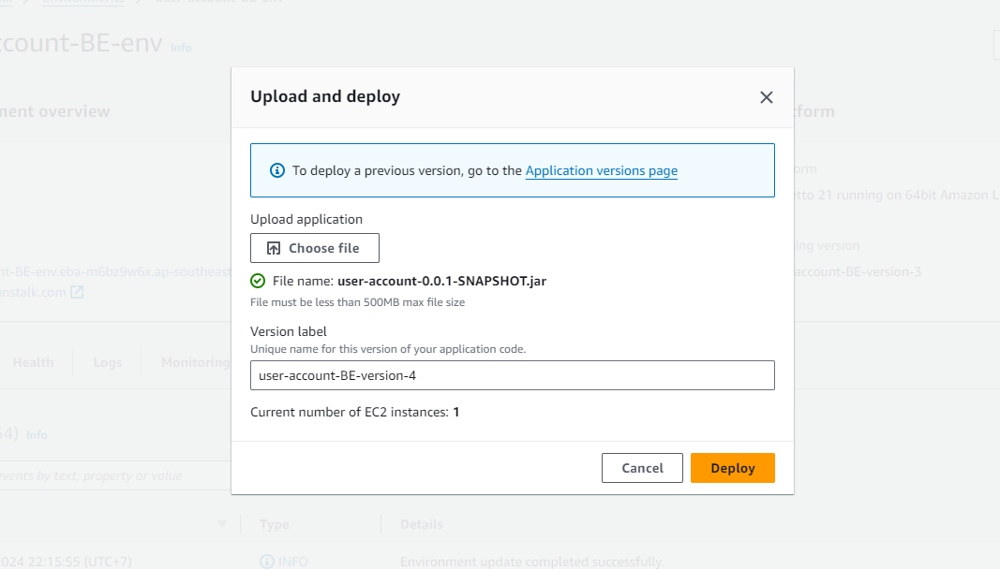 Environments
user-account-BE-env
ccount-BE-env Info
Upload and deploy
ment overview
tform
To deploy a previous version, go to the Application versions page
orm
Upload application
etto 21 running on 64bit Amazon L
Choose file
ing version
nt-BE-env.eba-m6bz9w6x.ap-southeast
account-BE-version-3
File name: user-account-0.0.1-SNAPSHOT.jar
anstalk.com
File must be less than 500MB max file size
Version label
Unique name for this version of your application code.
Health
Logs
Monitoring
user-account-BE-version-4
Current number of EC2 instances: 1
64) Info
Cancel
Deploy
events by text, property or value
Type
Details
2024 22:15:55 (UTC+7)
INFO
Environment update completed successfully.